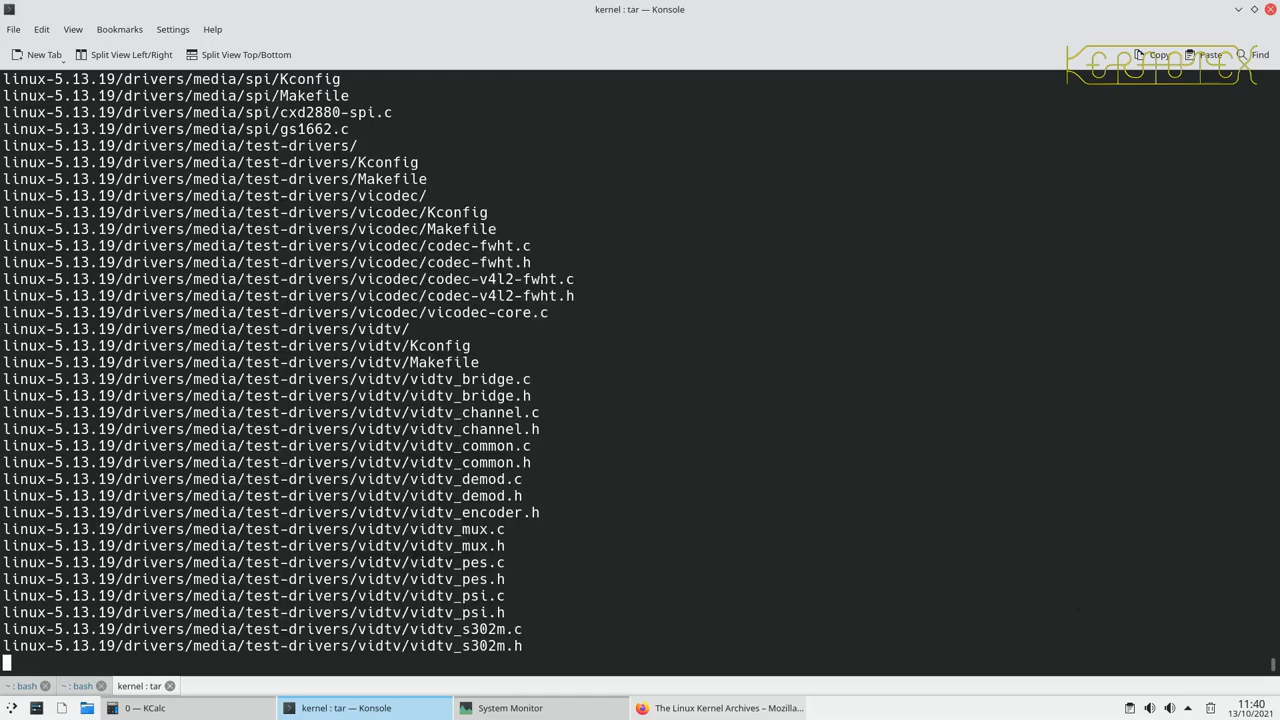 kernel : tar — Konsole
File Edit View Bookmarks Settings Help
New Tab Split View Left/Right Split View Top/Bottom Copy Paste Find
linux-5.13.19/drivers/media/spi/Kconfig
linux-5.13.19/drivers/media/spi/Makefile
linux-5.13.19/drivers/media/spi/cxd2880-spi.c
linux-5.13.19/drivers/media/spi/gs1662.c
linux-5.13.19/drivers/media/test-drivers/
linux-5.13.19/drivers/media/test-drivers/Kconfig
linux-5.13.19/drivers/media/test-drivers/Makefile
linux-5.13.19/drivers/media/test-drivers/vicodec/
linux-5.13.19/drivers/media/test-drivers/vicodec/Kconfig
linux-5.13.19/drivers/media/test-drivers/vicodec/Makefile
linux-5.13.19/drivers/media/test-drivers/vicodec/codec-fwht.c
linux-5.13.19/drivers/media/test-drivers/vicodec/codec-fwht.h
linux-5.13.19/drivers/media/test-drivers/vicodec/codec-v4l2-fwht.c
linux-5.13.19/drivers/media/test-drivers/vicodec/codec-v4l2-fwht.h
linux-5.13.19/drivers/media/test-drivers/vicodec/vicodec-core.c
linux-5.13.19/drivers/media/test-drivers/vidtv/
linux-5.13.19/drivers/media/test-drivers/vidtv/Kconfig
linux-5.13.19/drivers/media/test-drivers/vidtv/Makefile
linux-5.13.19/drivers/media/test-drivers/vidtv/vidtv_bridge.c
linux-5.13.19/drivers/media/test-drivers/vidtv/vidtv_bridge.h
linux-5.13.19/drivers/media/test-drivers/vidtv/vidtv_channel.c
linux-5.13.19/drivers/media/test-drivers/vidtv/vidtv_channel.h
linux-5.13.19/drivers/media/test-drivers/vidtv/vidtv_common.c
linux-5.13.19/drivers/media/test-drivers/vidtv/vidtv_common.h
linux-5.13.19/drivers/media/test-drivers/vidtv/vidtv_demod.c
linux-5.13.19/drivers/media/test-drivers/vidtv/vidtv_demod.h
linux-5.13.19/drivers/media/test-drivers/vidtv/vidtv_encoder.h
linux-5.13.19/drivers/media/test-drivers/vidtv/vidtv_mux.c
linux-5.13.19/drivers/media/test-drivers/vidtv/vidtv_mux.h
linux-5.13.19/drivers/media/test-drivers/vidtv/vidtv_pes.c
linux-5.13.19/drivers/media/test-drivers/vidtv/vidtv_pes.h
linux-5.13.19/drivers/media/test-drivers/vidtv/vidtv_psi.c
linux-5.13.19/drivers/media/test-drivers/vidtv/vidtv_psi.h
linux-5.13.19/drivers/media/test-drivers/vidtv/vidtv_s302m.c
linux-5.13.19/drivers/media/test-drivers/vidtv/vidtv_s302m.h
~ : bash ~ : bash kernel : tar
0 — KCalc kernel : tar — Konsole System Monitor The Linux Kernel Archives – Mozilla... 11:40
13/10/2021